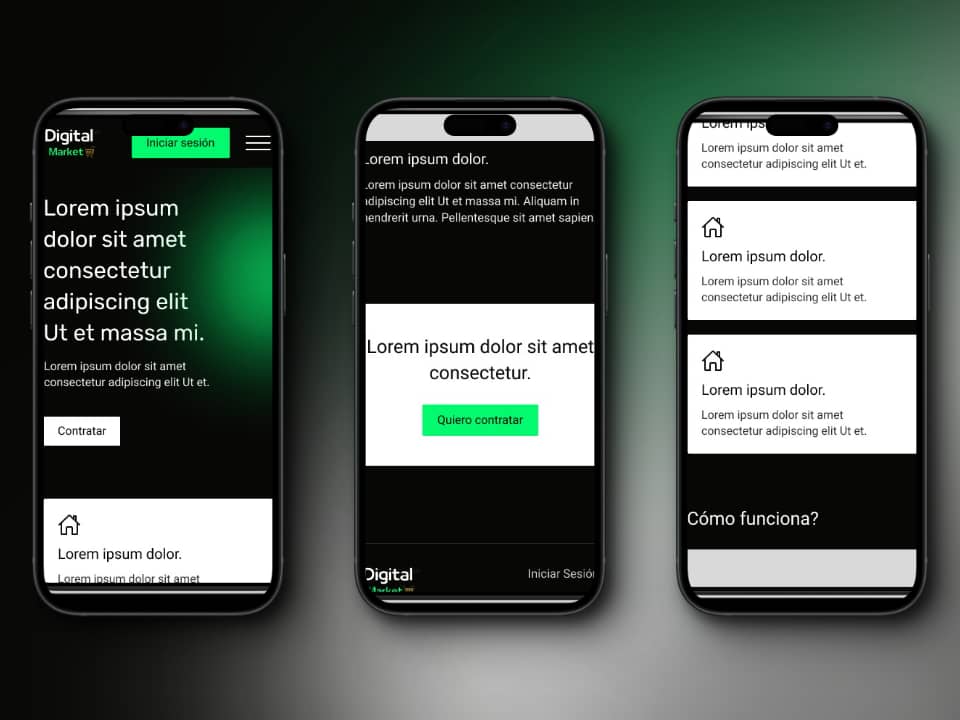 Digital
Market
Iniciar sesión
Lorem ipsum
dolor sit amet
consectetur
adipiscing elit
Ut et massa mi.
Lorem ipsum dolor sit amet
consectetur adipiscing elit Ut et.
Contratar
Lorem ipsum dolor.
Lorem ipsum dolor sit amet
Lorem ipsum dolor.
Lorem ipsum dolor sit amet consectetur
adipiscing elit Ut et massa mi. Aliquam in
hendrerit urna. Pellentesque sit amet sapien
Lorem ipsum dolor sit amet
consectetur.
Quiero contratar
Digital
Market
Iniciar Sesión
Lorem ips
Lorem ipsum dolor sit amet
consectetur adipiscing elit Ut et.
Lorem ipsum dolor.
Lorem ipsum dolor sit amet
consectetur adipiscing elit Ut et.
Lorem ipsum dolor.
Lorem ipsum dolor sit amet
consectetur adipiscing elit Ut et.
Cómo funciona?